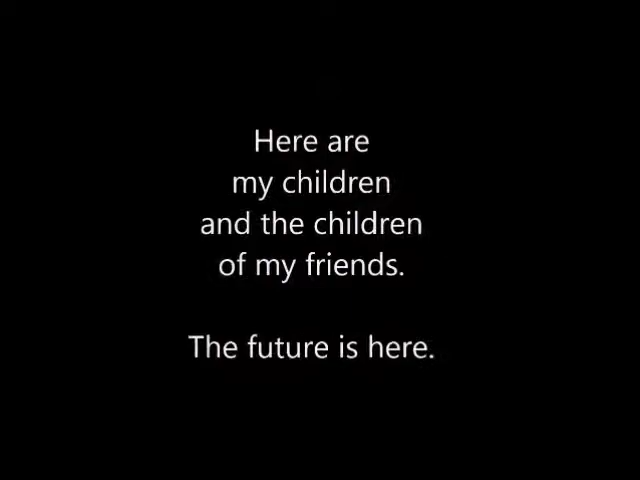 Here are
my children
and the children
of my friends.
The future is here.